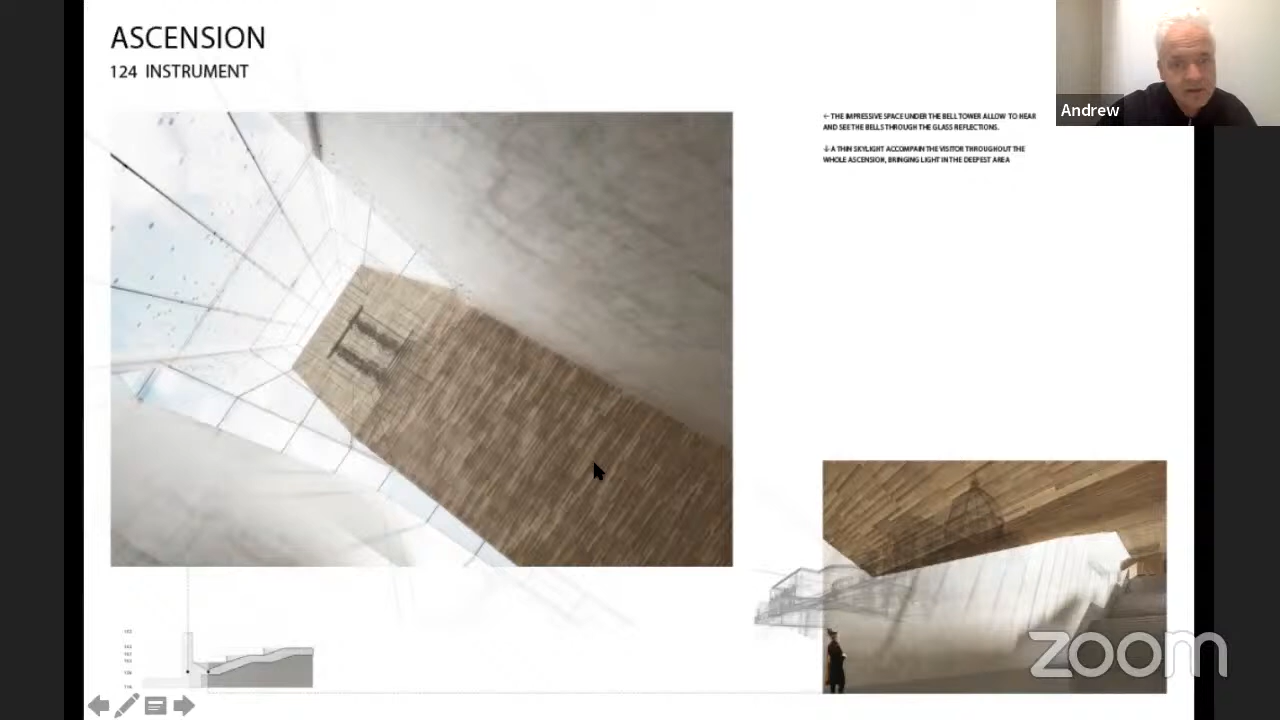 ASCENSION
124 INSTRUMENT
Andrew
←THE IMPRESSIVE SPACE UNDER THE BELL TOWER ALLOW TO HEAR
AND SEE THE BELLS THROUGH THE GLASS REFLECTIONS.
↓A THIN SKYLIGHT ACCOMPAIN THE VISITOR THROUGHOUT THE
WHOLE ASCENSION, BRINGING LIGHT IN THE DEEPEST AREA
zoom